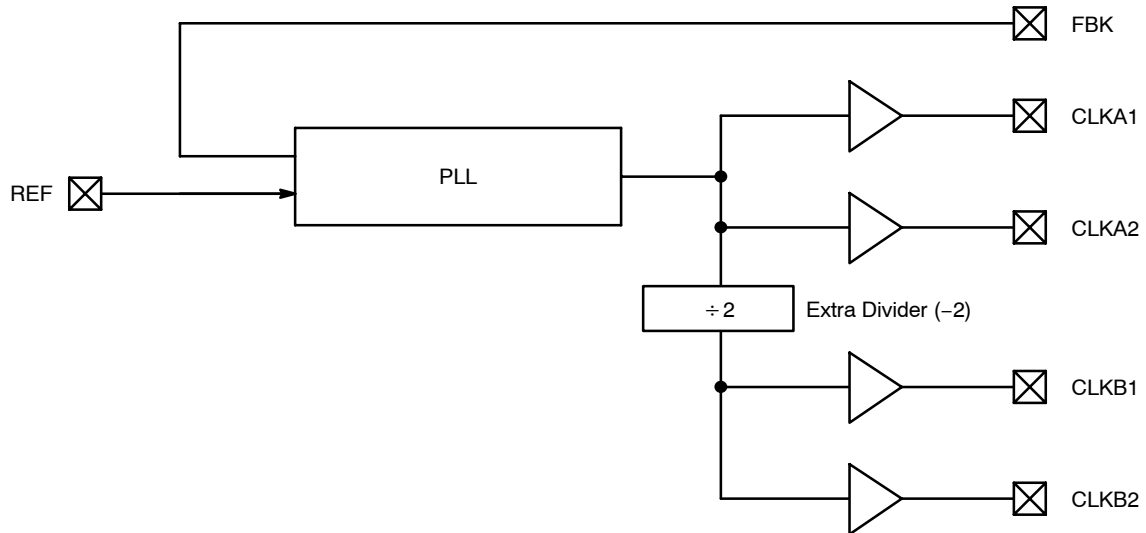 FBK
CLKA1
PLL
REF
CLKA2
÷2 Extra Divider (−2)
CLKB1
CLKB2